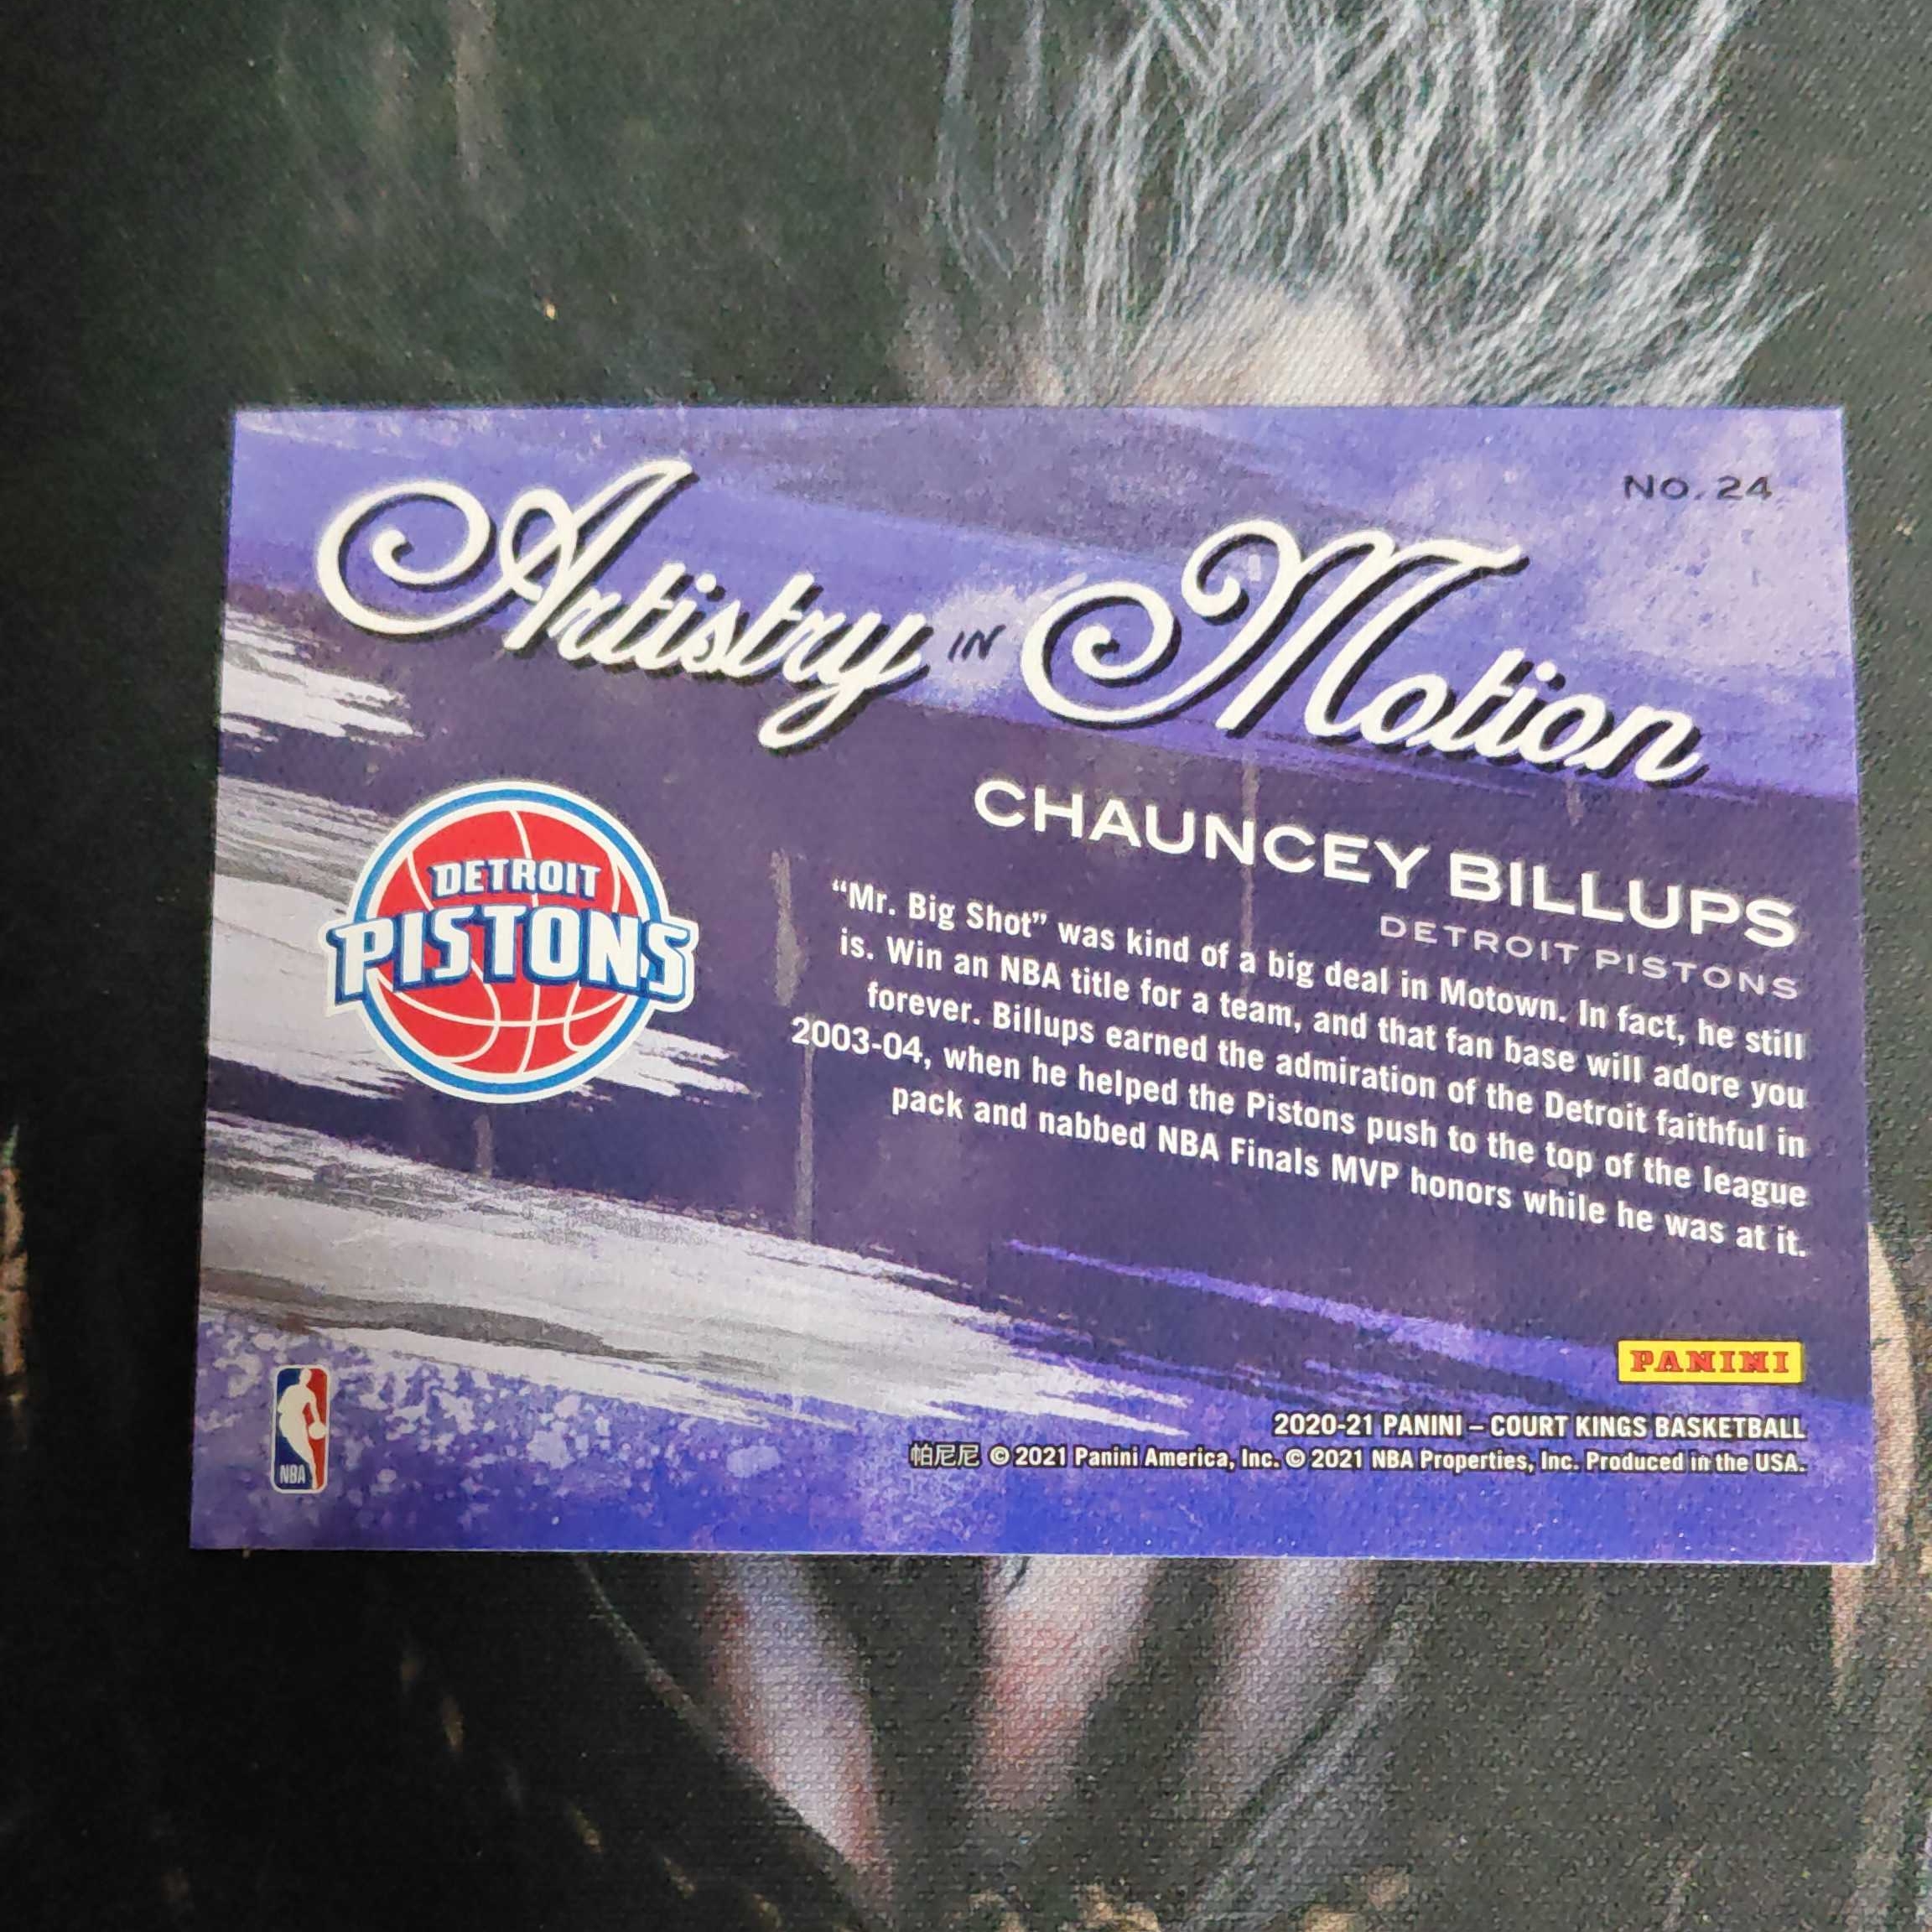 No. 24
Artistry IN Motion
CHAUNCEY BILLUPS
DETROIT PISTONS
DETROIT
PISTONS
“Mr. Big Shot” was kind of a big deal in Motown. In fact, he still
is. Win an NBA title for a team, and that fan base will adore you
forever. Billups earned the admiration of the Detroit faithful in
2003-04, when he helped the Pistons push to the top of the league
pack and nabbed NBA Finals MVP honors while he was at it.
PANINI
2020-21 PANINI – COURT KINGS BASKETBALL
帕尼尼 © 2021 Panini America, Inc. © 2021 NBA Properties, Inc. Produced in the USA.
NBA